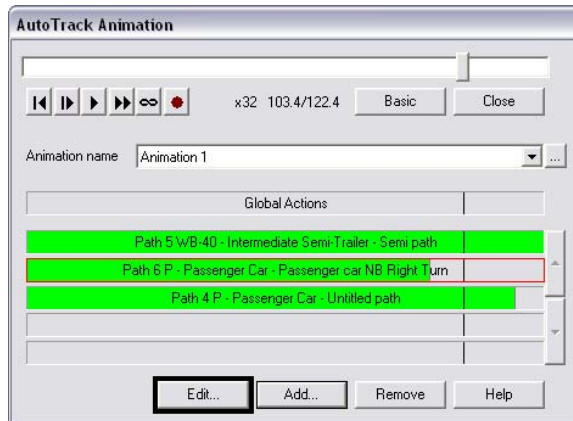 AutoTrack Animation
x32 103.4/122.4 Basic Close
Animation name Animation 1 ...
Global Actions
Path 5 WB-40 - Intermediate Semi-Trailer - Semi path
Path 6 P - Passenger Car - Passenger car NB Right Turn
Path 4 P - Passenger Car - Untitled path
Edit... Add... Remove Help